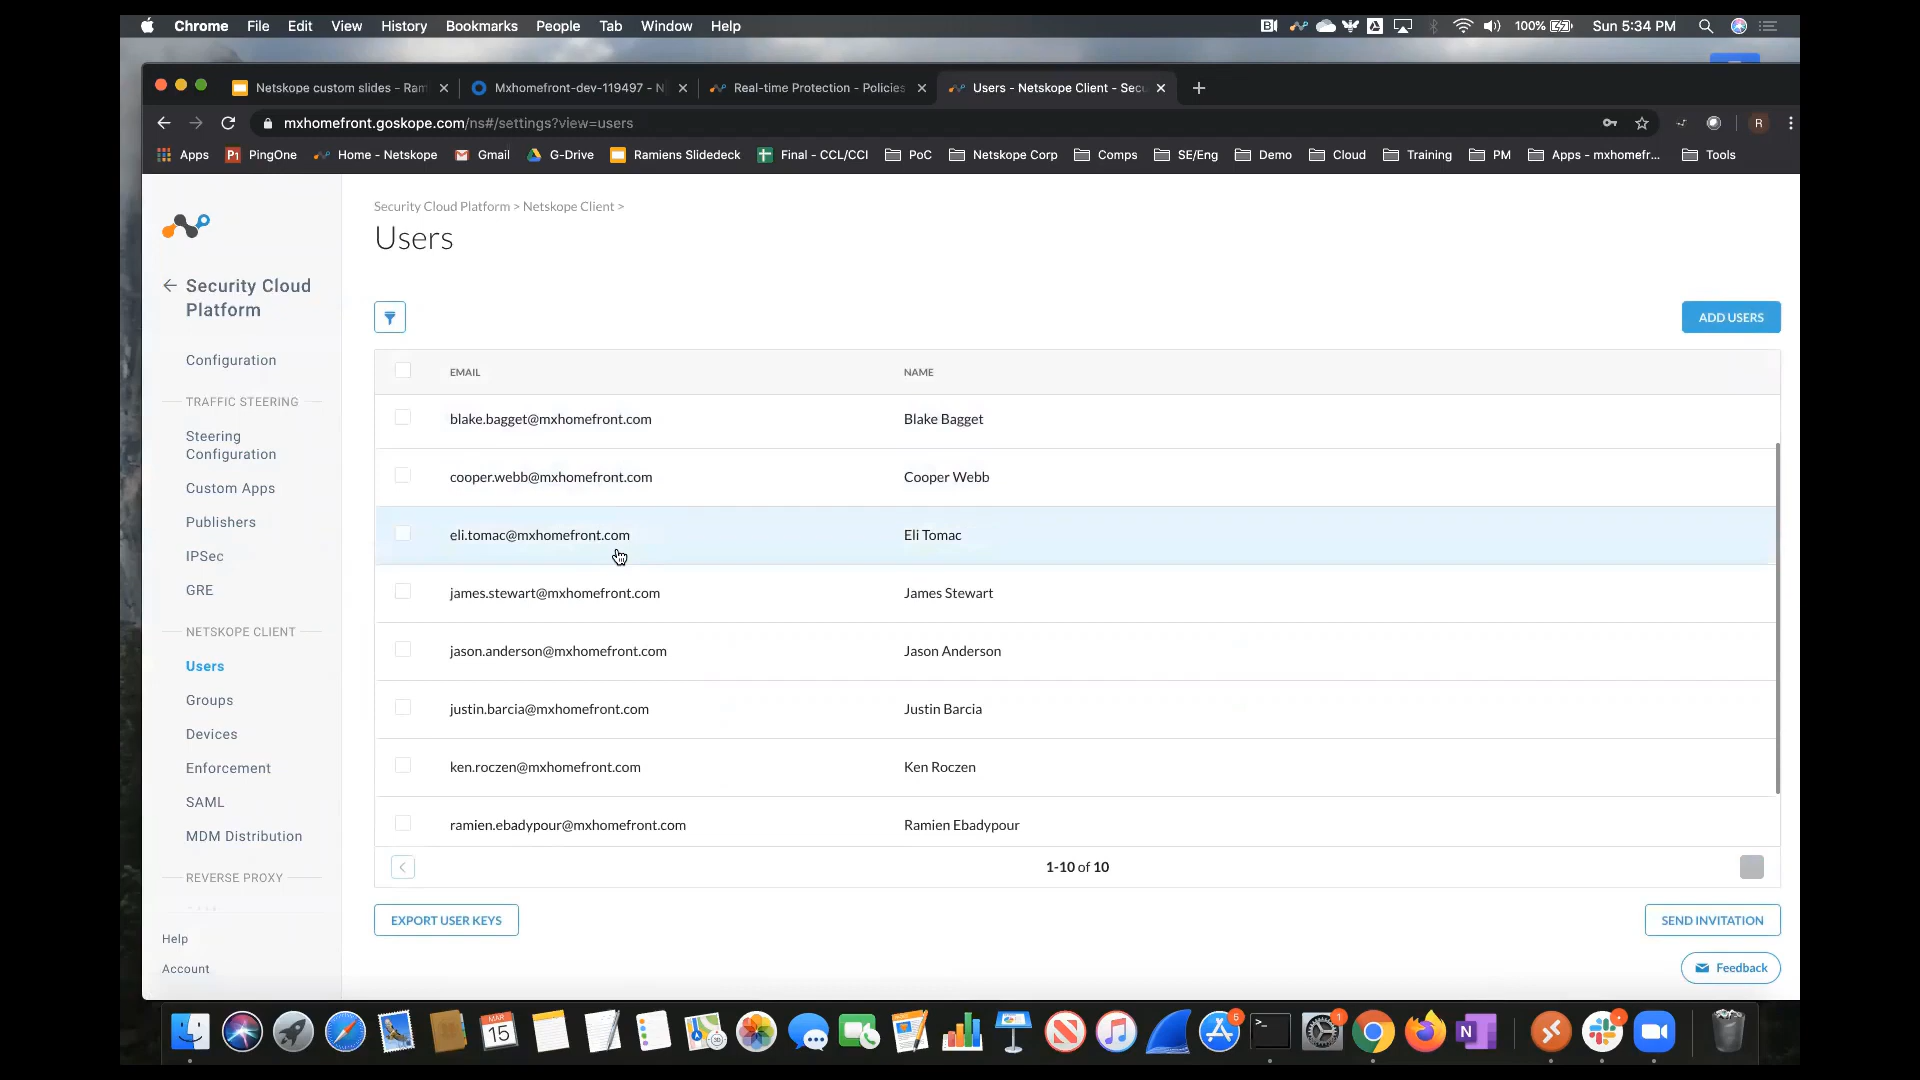 Chrome File Edit View History Bookmarks People Tab Window Help
100% Sun 5:34 PM
Netskope custom slides - Ram
Mxhomefront-dev-119497 - N
Real-time Protection - Policies
Users - Netskope Client - Secu
mxhomefront.goskope.com/ns#/settings?view=users
R
Apps
PingOne
Home - Netskope
Gmail
G-Drive
Ramiens Slidedeck
Final - CCL/CCI
PoC
Netskope Corp
Comps
SE/Eng
Demo
Cloud
Training
PM
Apps - mxhomefr...
Tools
Security Cloud Platform > Netskope Client >
Users
Security Cloud
Platform
Configuration
TRAFFIC STEERING
Steering
Configuration
Custom Apps
Publishers
IPSec
GRE
NETSKOPE CLIENT
Users
Groups
Devices
Enforcement
SAML
MDM Distribution
REVERSE PROXY
Help
Account
ADD USERS
EMAIL NAME
blake.bagget@mxhomefront.com Blake Bagget
cooper.webb@mxhomefront.com Cooper Webb
eli.tomac@mxhomefront.com Eli Tomac
james.stewart@mxhomefront.com James Stewart
jason.anderson@mxhomefront.com Jason Anderson
justin.barcia@mxhomefront.com Justin Barcia
ken.roczen@mxhomefront.com Ken Roczen
ramien.ebadypour@mxhomefront.com Ramien Ebadypour
1-10 of 10
EXPORT USER KEYS
SEND INVITATION
Feedback
MAR
15
5
1
N